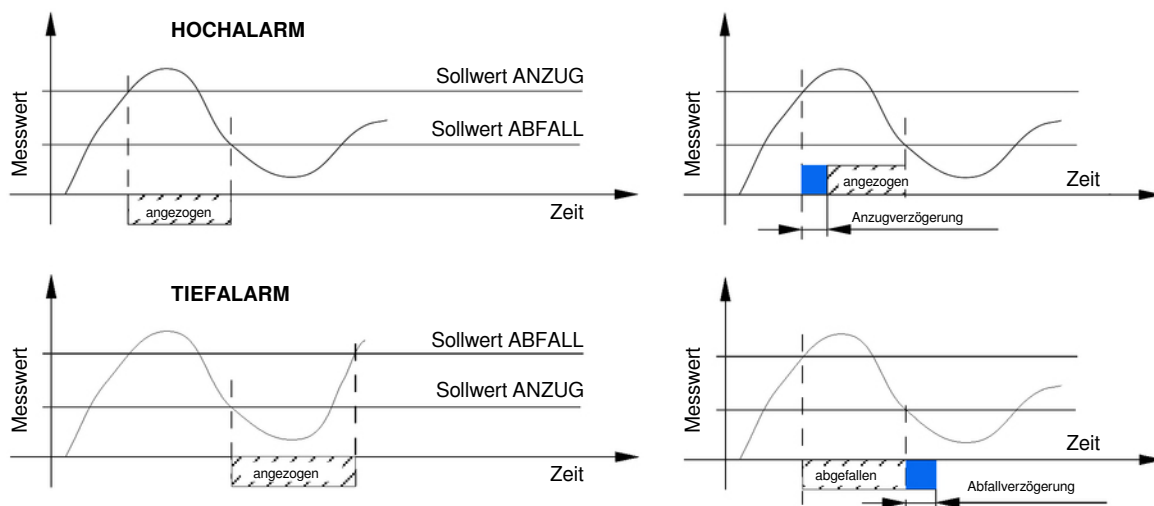 HOCHALARM
Messwert
Sollwert ANZUG
Sollwert ABFALL
angezogen
Zeit
Messwert
angezogen
Zeit
Anzugverzögerung
TIEFALARM
Messwert
Sollwert ABFALL
Sollwert ANZUG
angezogen
Zeit
Messwert
Zeit
abgefallen
Abfallverzögerung